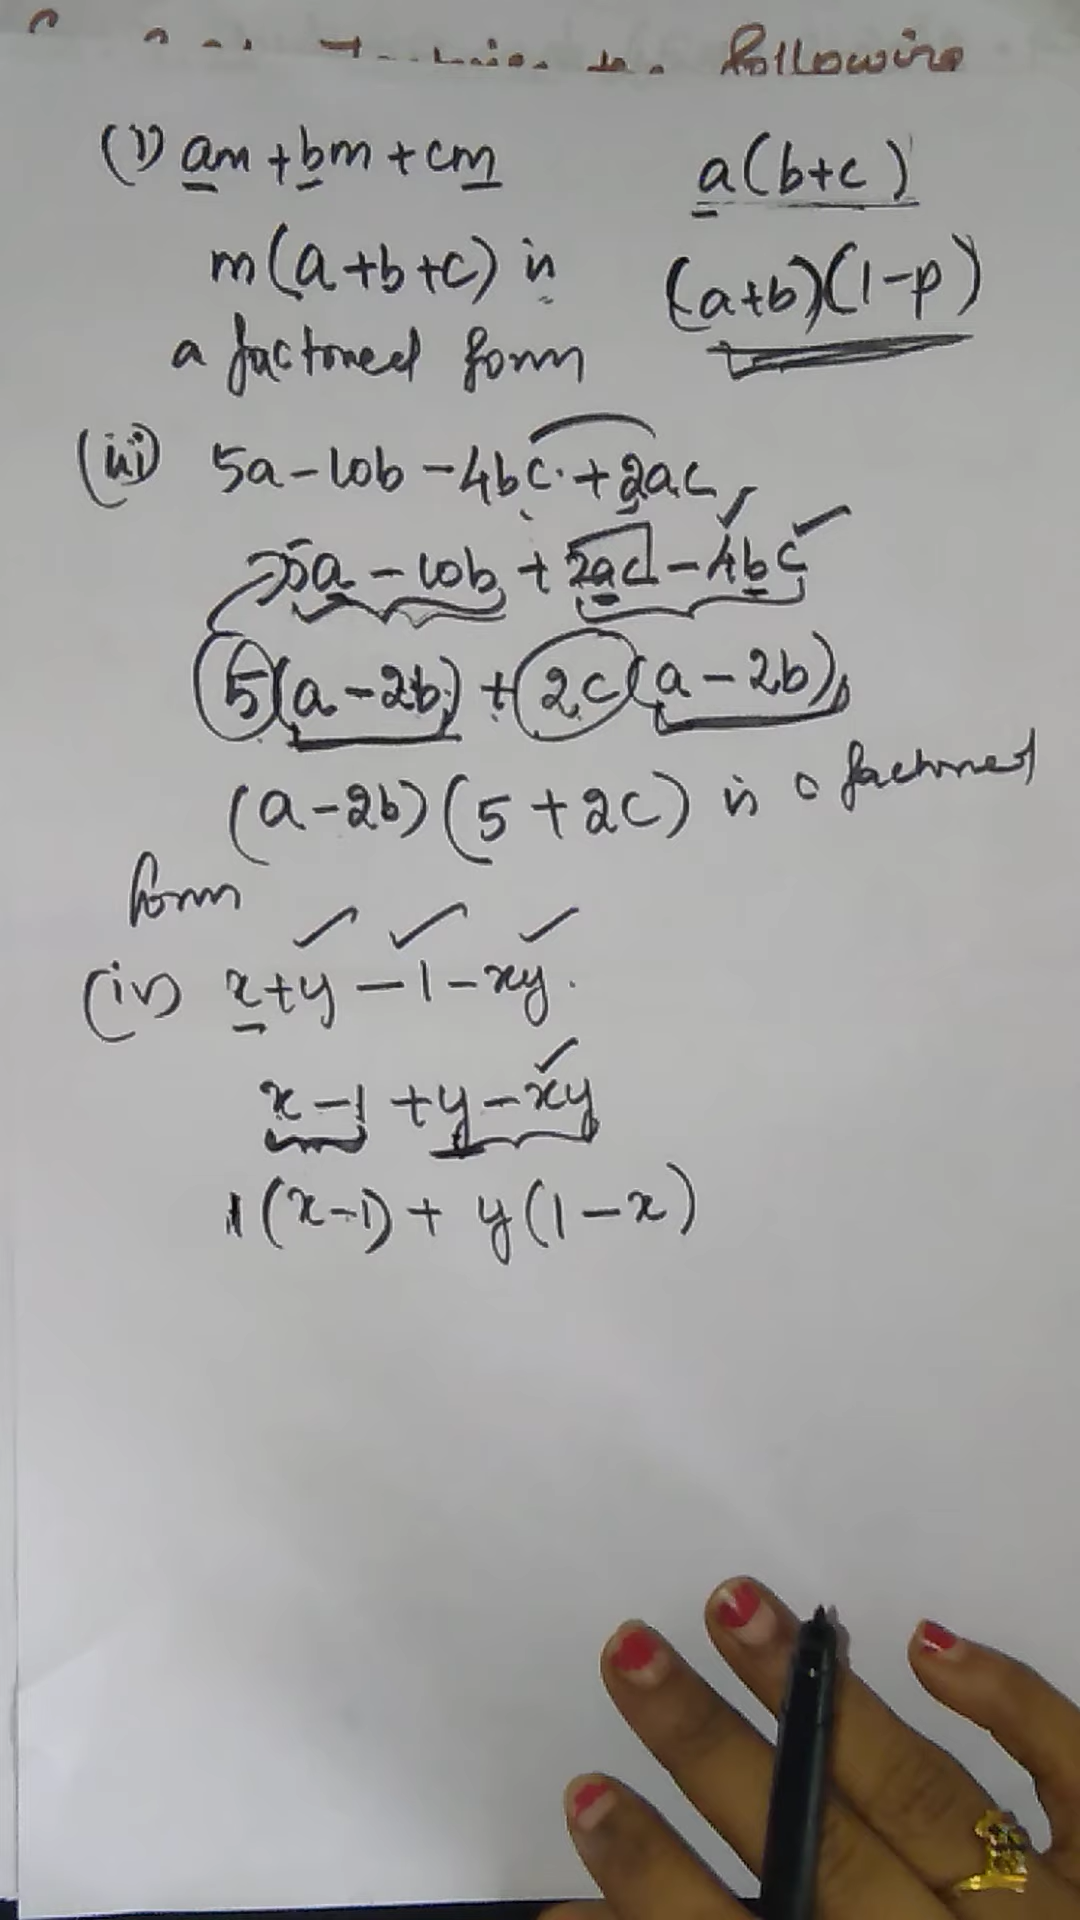 following
(i) am + bm + cm
a(b+c)
m(a+b+c) is
(a+b)(1-p)
a factored form
(iii) 5a - 10b - 4bc + 2ac
5a - 10b + 2ac - 4bc
5(a - 2b) + 2c(a - 2b)
(a - 2b)(5 + 2c) is a factored
form
(iv) x + y - 1 - xy.
x - 1 + y - xy
1(x - 1) + y(1 - x)